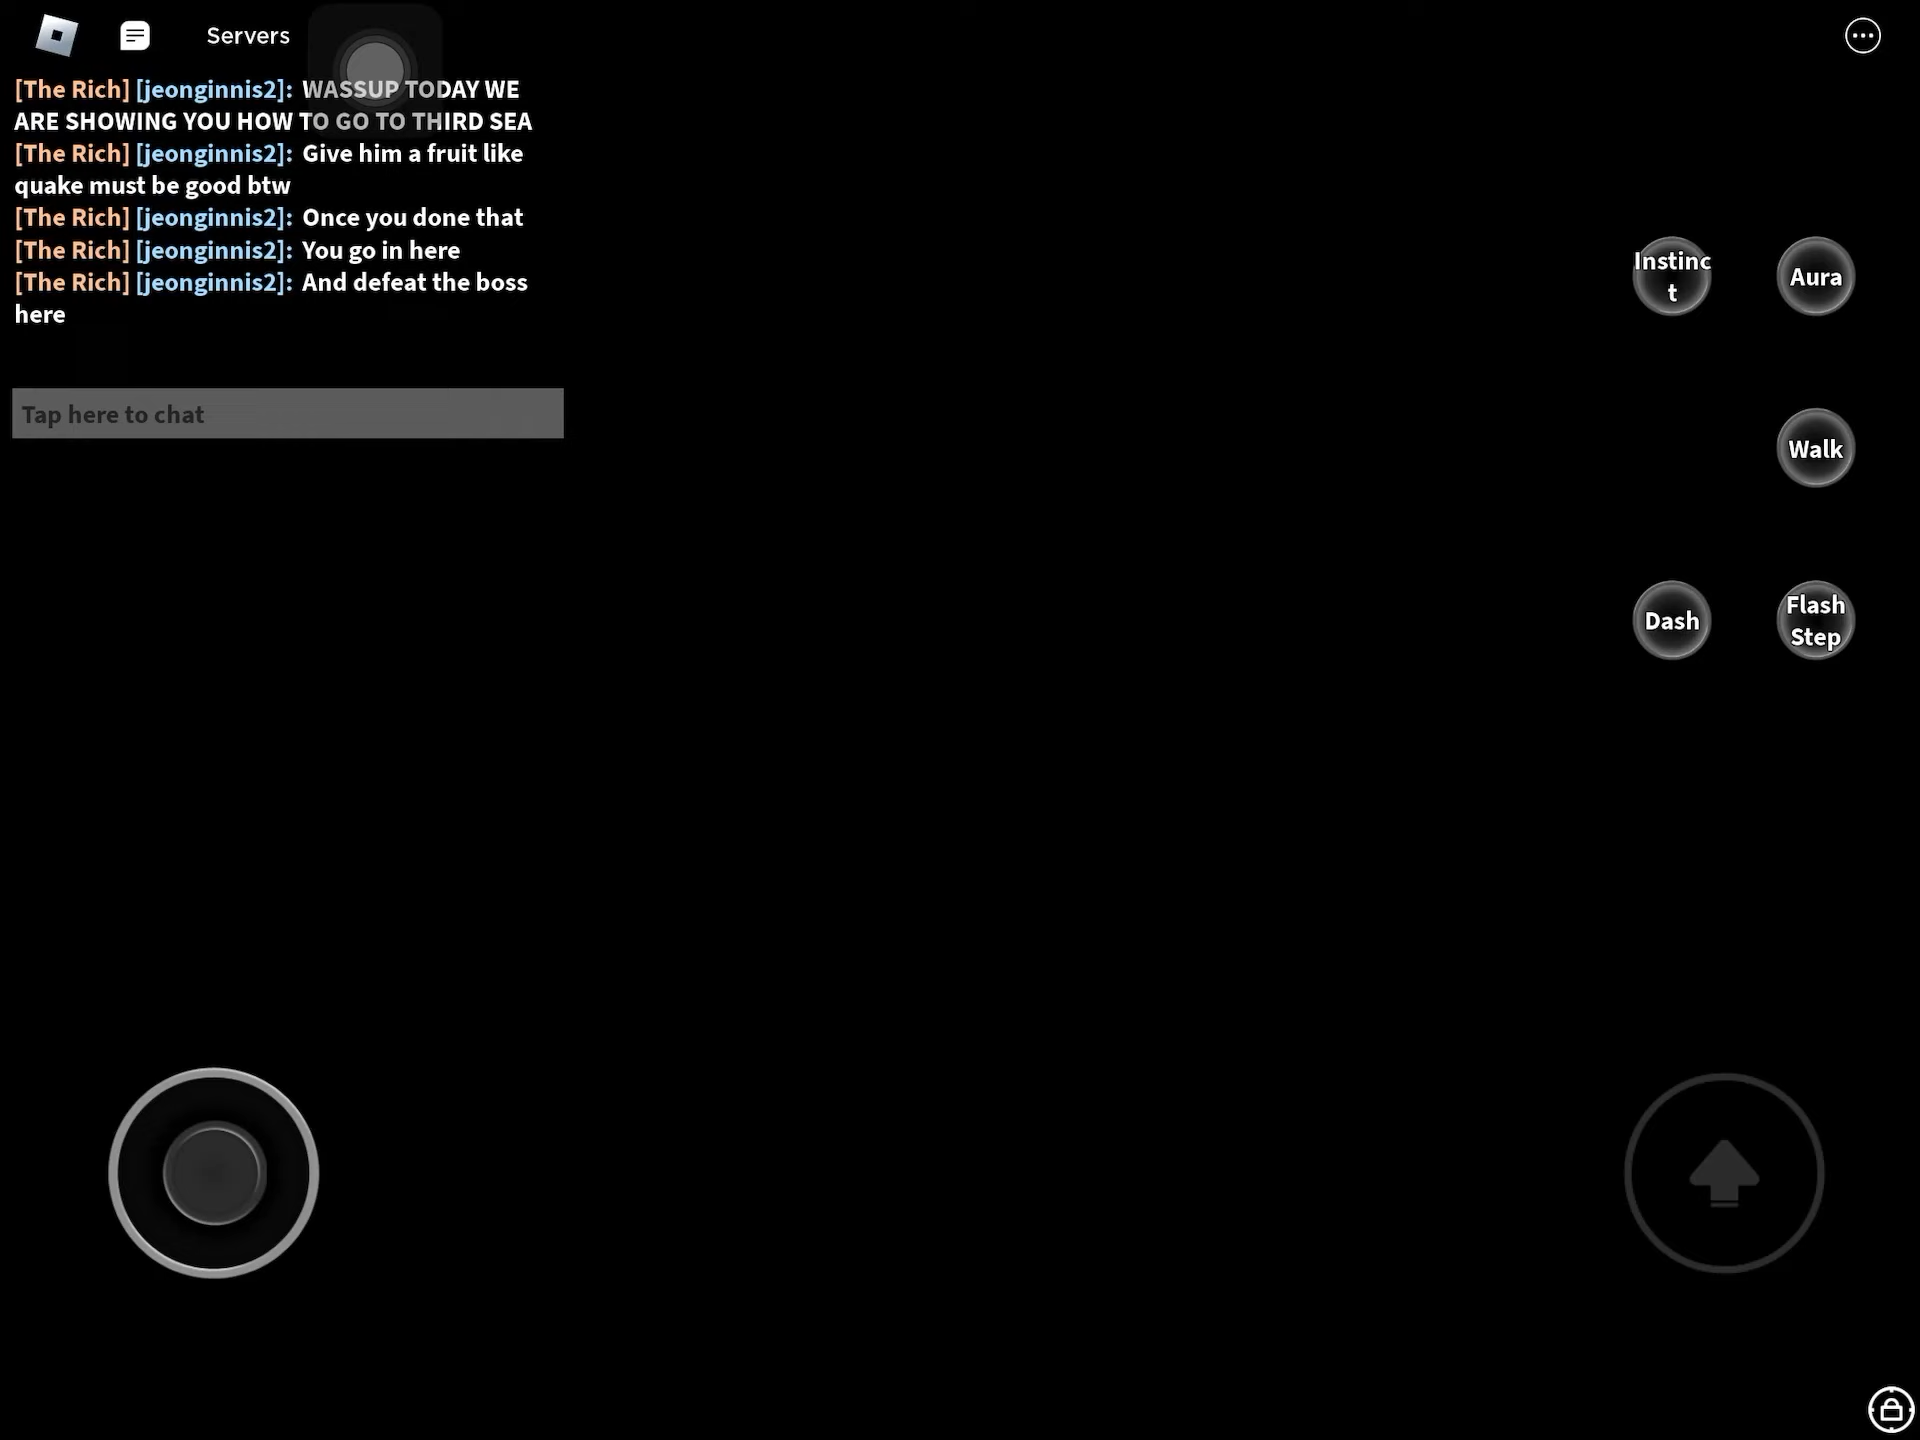 Servers
[The Rich] [jeonginnis2]: WASSUP TODAY WE
ARE SHOWING YOU HOW TO GO TO THIRD SEA
[The Rich] [jeonginnis2]: Give him a fruit like
quake must be good btw
[The Rich] [jeonginnis2]: Once you done that
[The Rich] [jeonginnis2]: You go in here
[The Rich] [jeonginnis2]: And defeat the boss
here
Tap here to chat
Instinc
t
Aura
Walk
Dash
Flash
Step